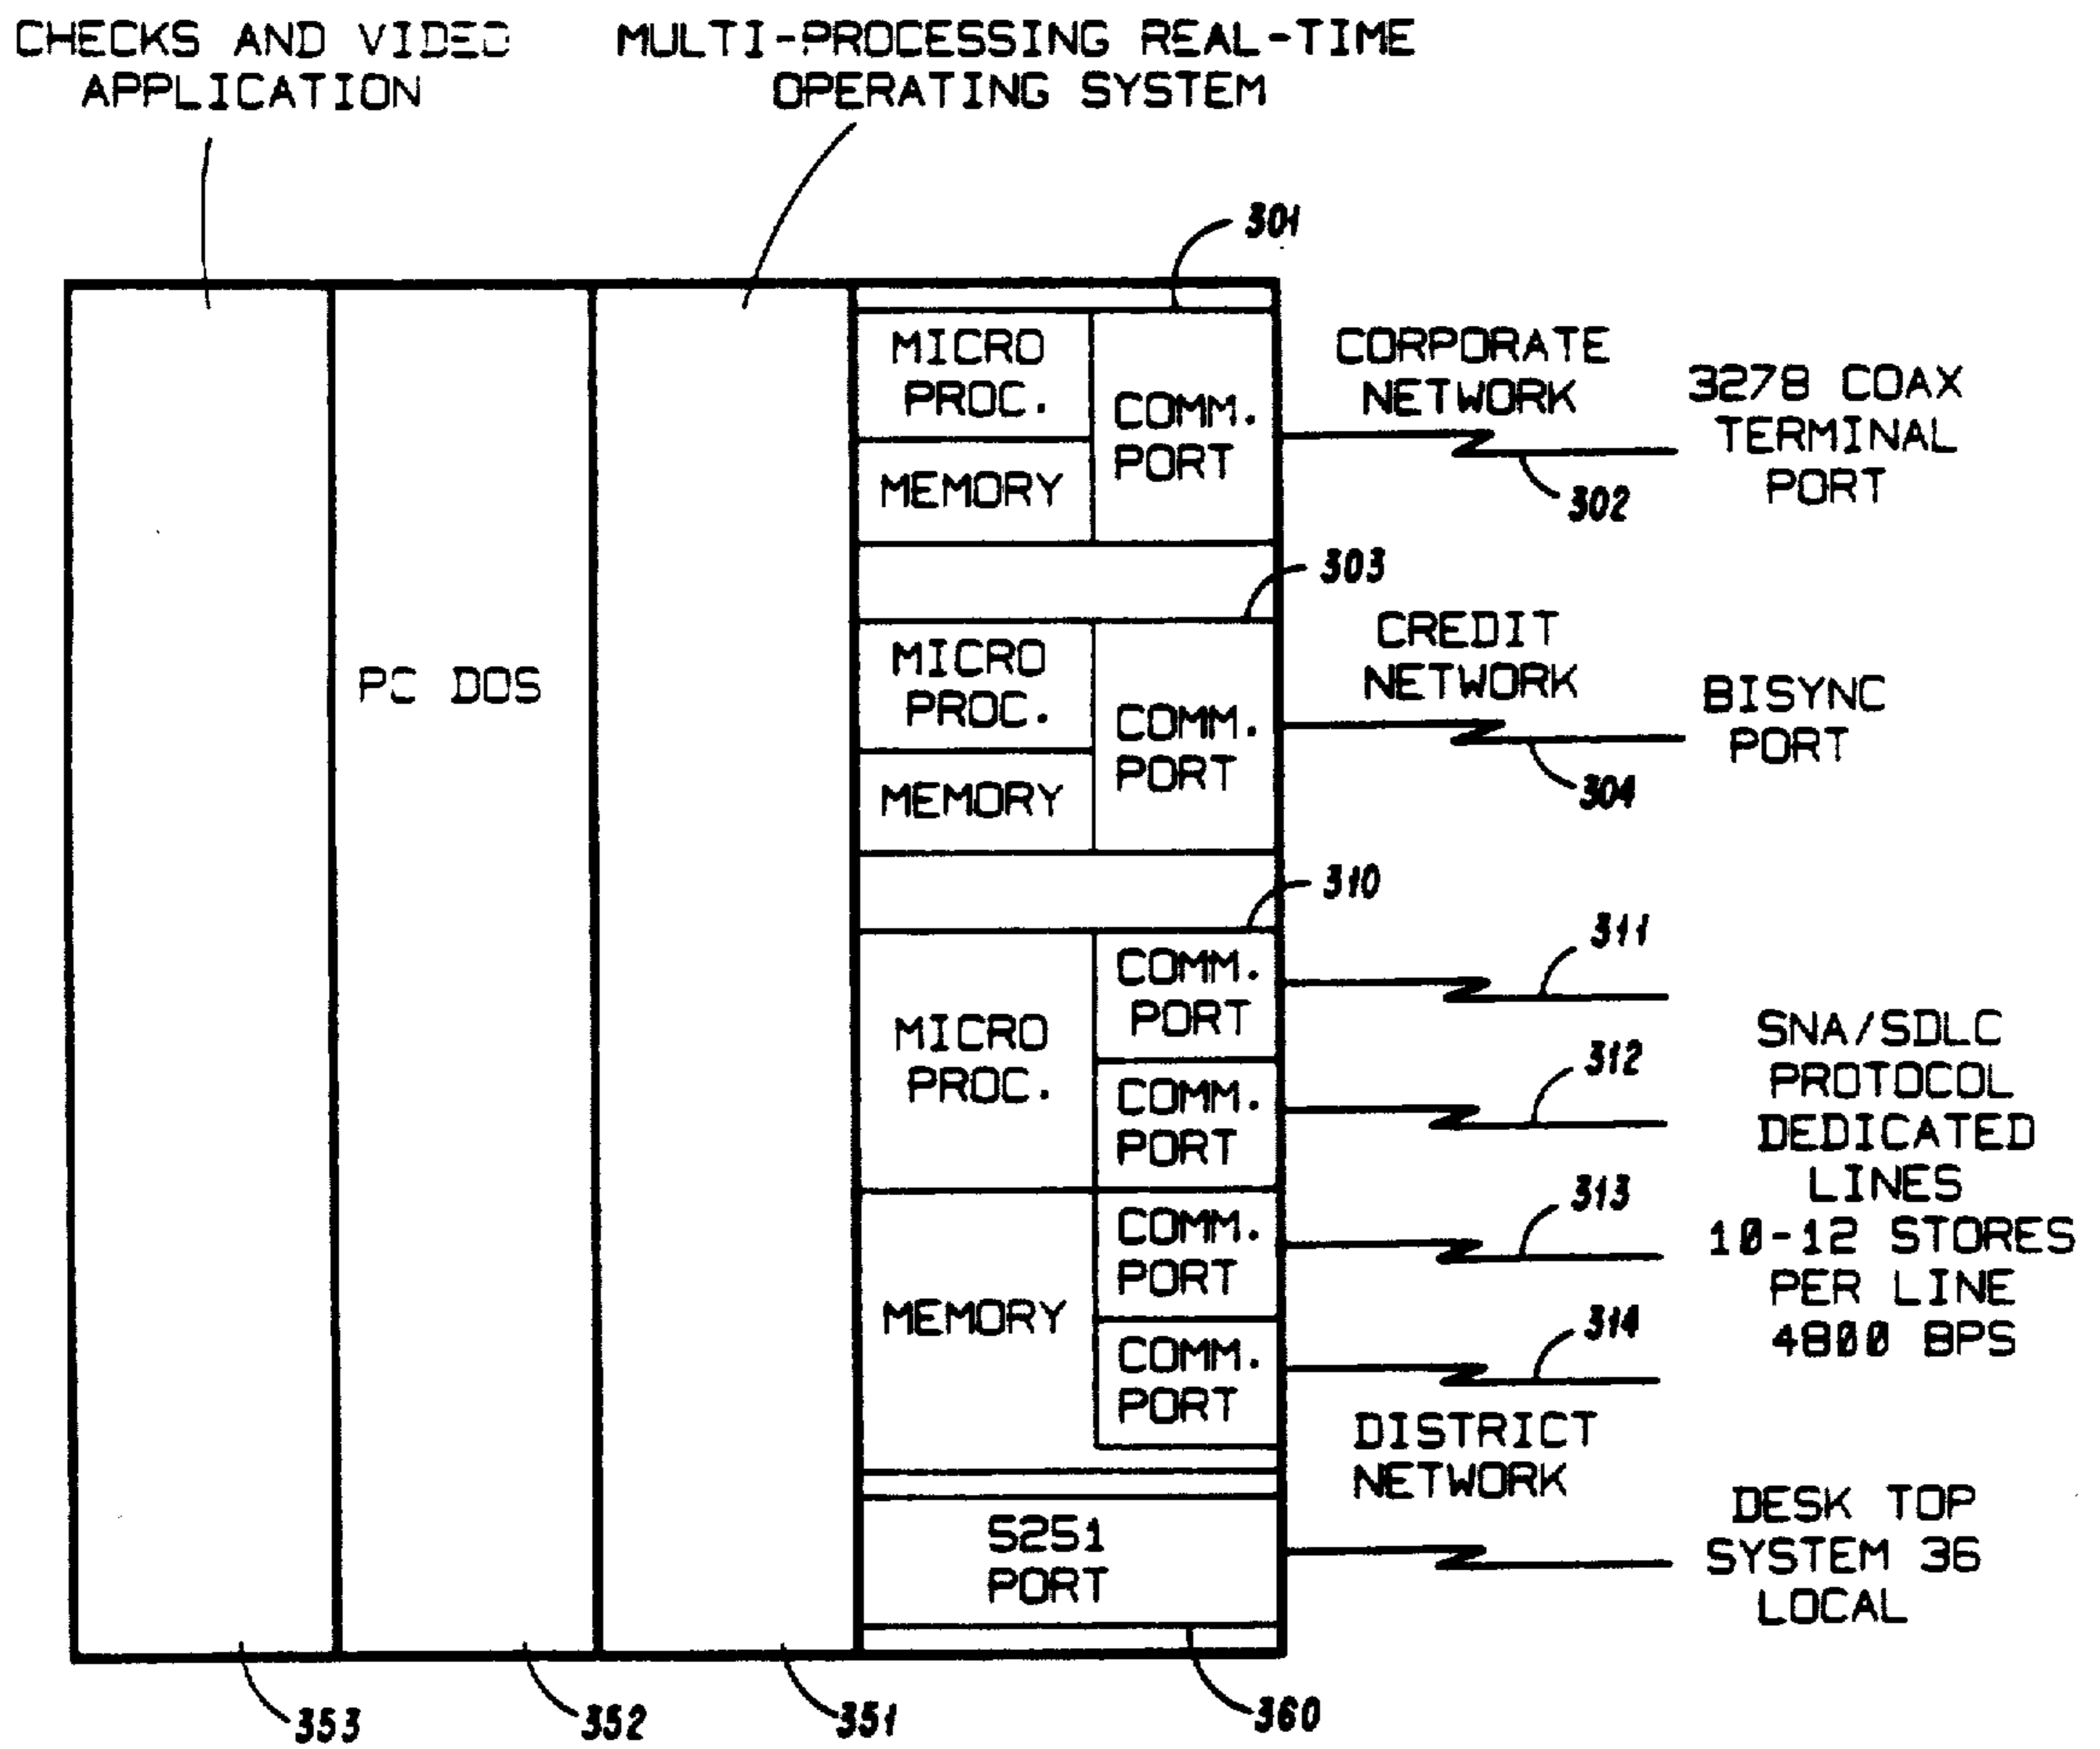 CHECKS AND VIDEO
APPLICATION
MULTI-PROCESSING REAL-TIME
OPERATING SYSTEM
301
MICRO
PROC.
MEMORY
COMM.
PORT
CORPORATE
NETWORK
302
3278 COAX
TERMINAL
PORT
303
PC DOS
MICRO
PROC.
MEMORY
COMM.
PORT
CREDIT
NETWORK
304
BISYNC
PORT
310
MICRO
PROC.
MEMORY
COMM.
PORT
COMM.
PORT
COMM.
PORT
COMM.
PORT
311
312
313
314
SNA/SDLC
PROTOCOL
DEDICATED
LINES
10-12 STORES
PER LINE
4800 BPS
DISTRICT
NETWORK
5251
PORT
DESK TOP
SYSTEM 36
LOCAL
353
352
351
360